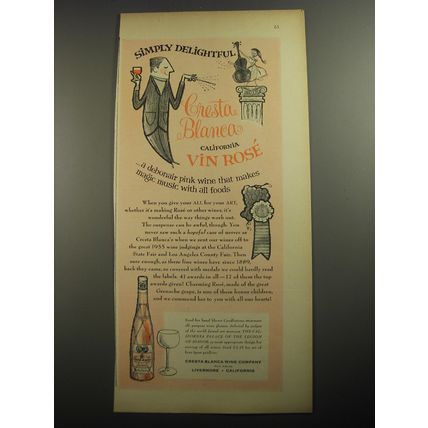 SIMPLY DELIGHTFUL
Cresta
Blanca
CALIFORNIA
VIN ROSÉ
...a debonair pink wine that makes
magic music with all foods
When you give your ALL for your ART,
whether it's making Rosé or other wines, it's
wonderful the way things work out.
The suspense can be awful, though. You
never saw such a hopeful case of nerves as
Cresta Blanca's when we sent our wines off to
the great 1955 wine judgings at the California
State Fair and Los Angeles County Fair. Then
sure enough, as these fine wines have since 1889,
back they came, so covered with medals we could hardly read
the labels. 41 awards in all—17 of them the top
awards given! Charming Rosé, made of the great
Grenache grape, is one of these honor children,
and we commend her to you with all our hearts!
CRESTA BLANCA WINE COMPANY
LIVERMORE • CALIFORNIA